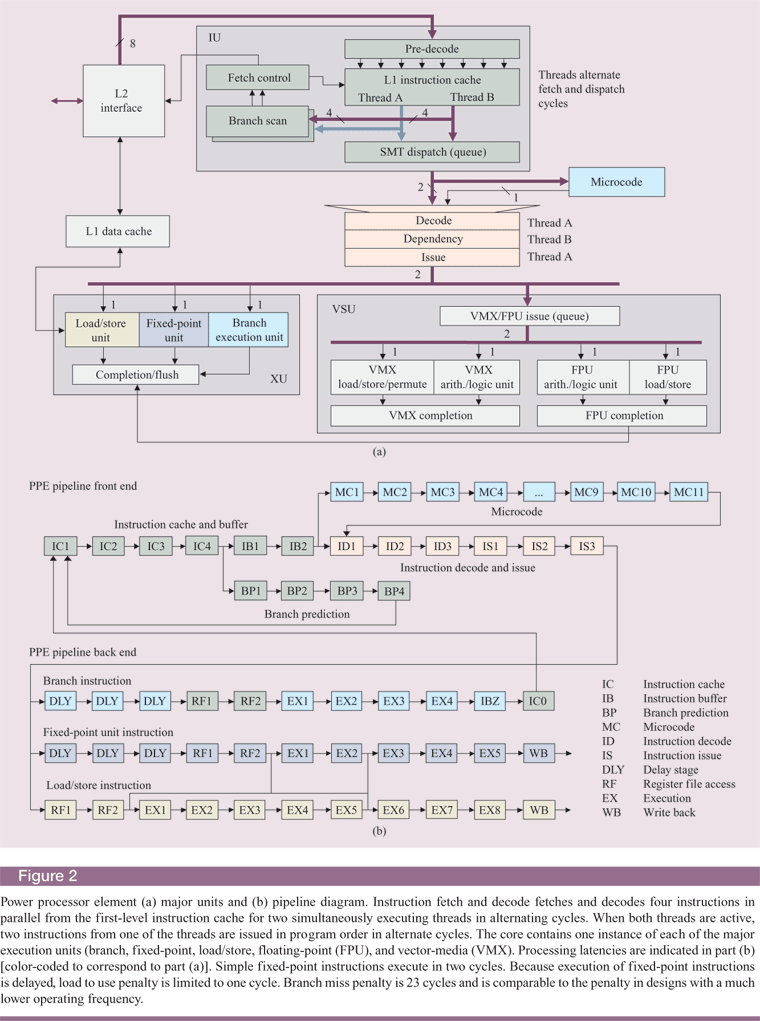 8
IU
Pre-decode
L2
interface
Fetch control
L1 instruction cache
Thread A
Thread B
Threads alternate
fetch and dispatch
cycles
Branch scan
4
4
SMT dispatch (queue)
2
1
Microcode
L1 data cache
Decode
Thread A
Dependency
Thread B
Issue
Thread A
2
1
1
1
Load/store
unit
Fixed-point
unit
Branch
execution unit
Completion/flush
XU
VSU
VMX/FPU issue (queue)
2
1
1
1
1
VMX
load/store/permute
VMX
arith./logic unit
FPU
arith./logic unit
FPU
load/store
VMX completion
FPU completion
(a)
PPE pipeline front end
MC1 MC2 MC3 MC4 ... MC9 MC10 MC11
Microcode
Instruction cache and buffer
IC1 IC2 IC3 IC4 IB1 IB2 ID1 ID2 ID3 IS1 IS2 IS3
Instruction decode and issue
BP1 BP2 BP3 BP4
Branch prediction
PPE pipeline back end
Branch instruction
DLY DLY DLY RF1 RF2 EX1 EX2 EX3 EX4 IBZ IC0
Fixed-point unit instruction
DLY DLY DLY RF1 RF2 EX1 EX2 EX3 EX4 EX5 WB
Load/store instruction
RF1 RF2 EX1 EX2 EX3 EX4 EX5 EX6 EX7 EX8 WB
IC Instruction cache
IB Instruction buffer
BP Branch prediction
MC Microcode
ID Instruction decode
IS Instruction issue
DLY Delay stage
RF Register file access
EX Execution
WB Write back
(b)
Figure 2
Power processor element (a) major units and (b) pipeline diagram. Instruction fetch and decode fetches and decodes four instructions in
parallel from the first-level instruction cache for two simultaneously executing threads in alternating cycles. When both threads are active,
two instructions from one of the threads are issued in program order in alternate cycles. The core contains one instance of each of the major
execution units (branch, fixed-point, load/store, floating-point (FPU), and vector-media (VMX). Processing latencies are indicated in part (b)
[color-coded to correspond to part (a)]. Simple fixed-point instructions execute in two cycles. Because execution of fixed-point instructions
is delayed, load to use penalty is limited to one cycle. Branch miss penalty is 23 cycles and is comparable to the penalty in designs with a much
lower operating frequency.